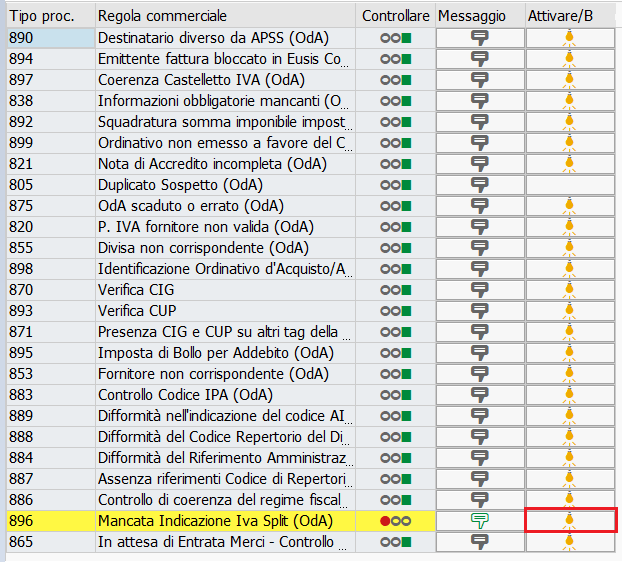 Tipo proc. Regola commerciale Controllare Messaggio Attivare/B
890 Destinatario diverso da APSS (OdA)
894 Emittente fattura bloccato in Eusis Co...
897 Coerenza Castelletto IVA (OdA)
838 Informazioni obbligatorie mancanti (O...
892 Squadratura somma imponibile impost...
899 Ordinativo non emesso a favore del C...
821 Nota di Accredito incompleta (OdA)
805 Duplicato Sospetto (OdA)
875 OdA scaduto o errato (OdA)
820 P. IVA fornitore non valida (OdA)
855 Divisa non corrispondente (OdA)
898 Identificazione Ordinativo d'Acquisto/A...
870 Verifica CIG
893 Verifica CUP
871 Presenza CIG e CUP su altri tag della ...
895 Imposta di Bollo per Addebito (OdA)
853 Fornitore non corrispondente (OdA)
883 Controllo Codice IPA (OdA)
889 Difformità nell'indicazione del codice AI...
888 Difformità del Codice Repertorio del Di...
884 Difformità del Riferimento Amministraz...
887 Assenza riferimenti Codice di Repertori...
886 Controllo di coerenza del regime fiscal...
896 Mancata Indicazione Iva Split (OdA)
865 In attesa di Entrata Merci - Controllo ...